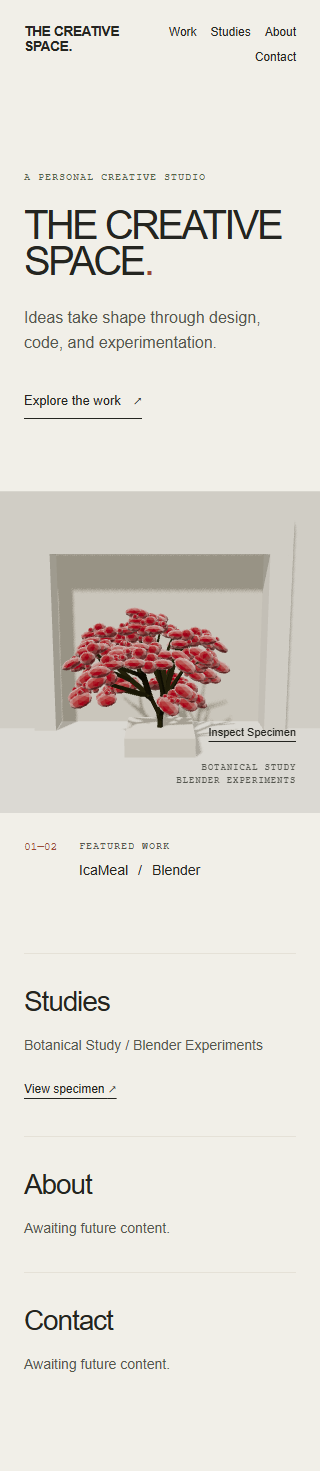 THE CREATIVE
SPACE.
Work Studies About
Contact
A PERSONAL CREATIVE STUDIO
THE CREATIVE
SPACE.
Ideas take shape through design,
code, and experimentation.
Explore the work ↗
Inspect Specimen
BOTANICAL STUDY
BLENDER EXPERIMENTS
01—02 FEATURED WORK
IcaMeal / Blender
Studies
Botanical Study / Blender Experiments
View specimen ↗
About
Awaiting future content.
Contact
Awaiting future content.